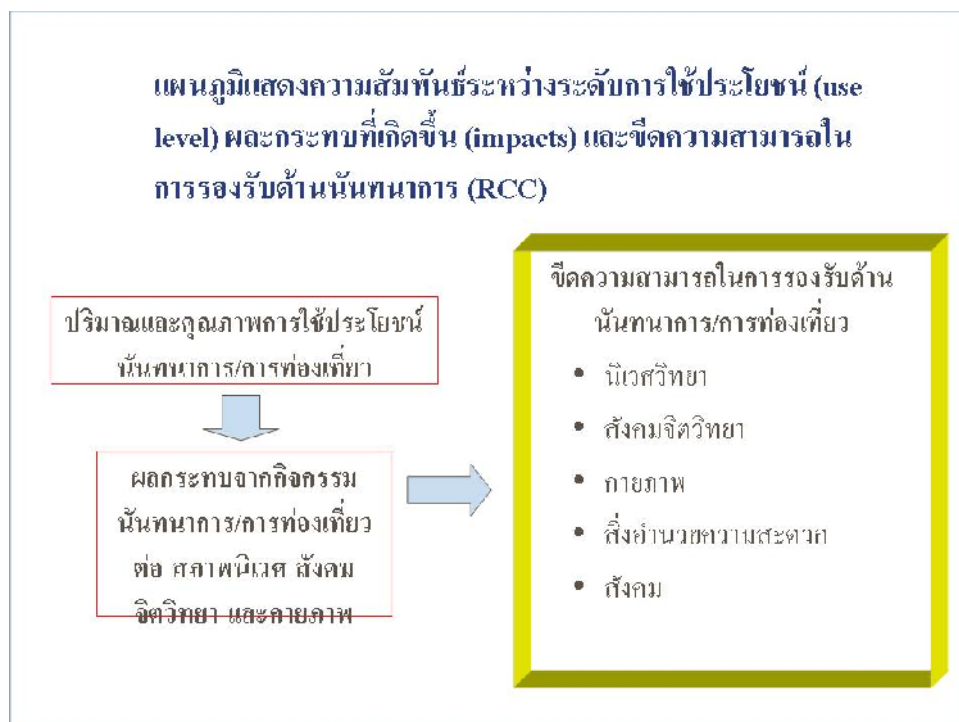 แผนภูมิแสดงความสัมพันธ์ระหว่างระดับการใช้ประโยชน์ (use
level) ผละกระทบที่เกิดขึ้น (impacts) และขีดความสามารถใน
การรองรับด้านนันทนาการ (RCC)
ปริมาณและคุณภาพการใช้ประโยชน์
นันทนาการ/การท่องเที่ยว
ผลกระทบจากกิจกรรม
นันทนาการ/การท่องเที่ยว
ต่อ สภาพนิเวศ สังคม
จิตวิทยา และกายภาพ
ขีดความสามารถในการรองรับด้าน
นันทนาการ/การท่องเที่ยว
• นิเวศวิทยา
• สังคมจิตวิทยา
• กายภาพ
• สิ่งอำนวยความสะดวก
• สังคม